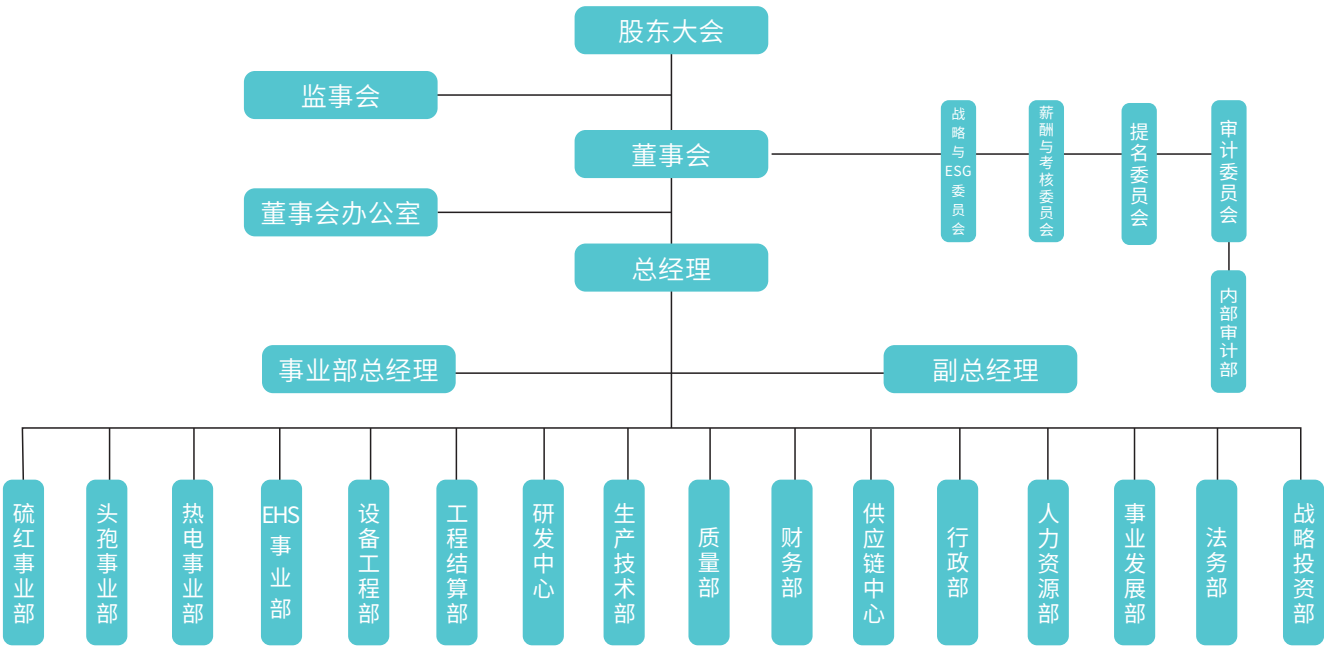 股东大会
监事会
董事会
战略与ESG委员会
薪酬与考核委员会
提名委员会
审计委员会
董事会办公室
总经理
内部审计部
事业部总经理
副总经理
硫红事业部
头孢事业部
热电事业部
EHS事业部
设备工程部
工程结算部
研发中心
生产技术部
质量部
财务部
供应链中心
行政部
人力资源部
事业发展部
法务部
战略投资部